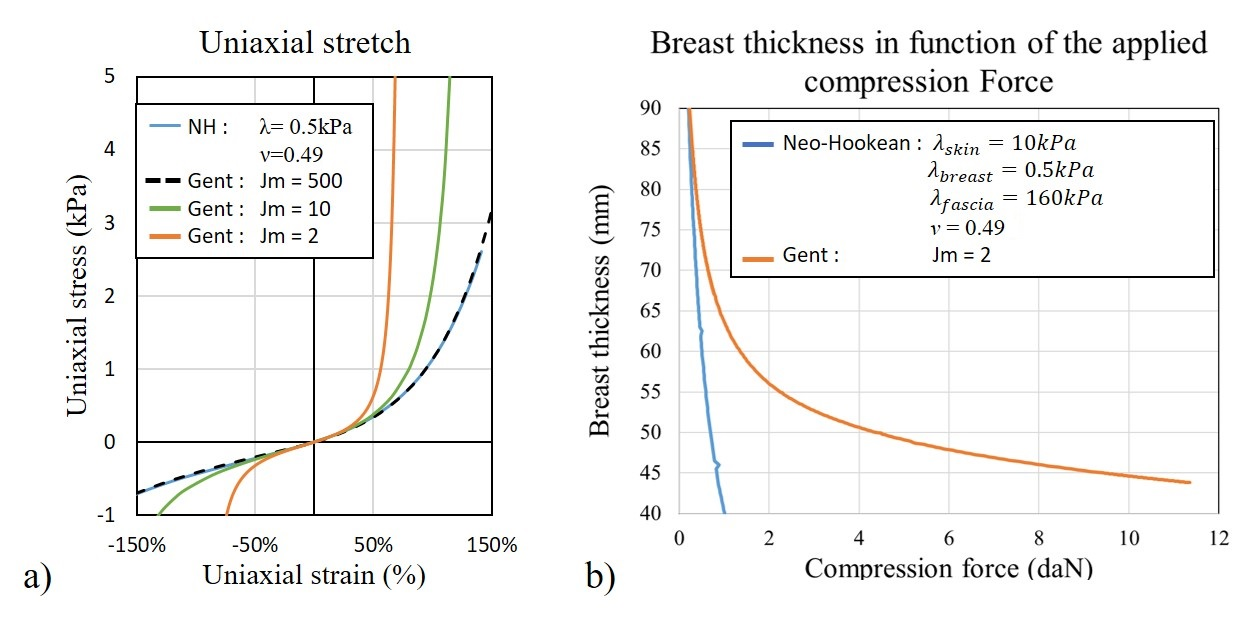 Uniaxial stretch
5
4
3
2
1
0
-1
Uniaxial stress (kPa)
NH : λ= 0.5kPa
ν=0.49
Gent : Jm = 500
Gent : Jm = 10
Gent : Jm = 2
-150% -50% 50% 150%
Uniaxial strain (%)
a)
Breast thickness in function of the applied
compression Force
90
85
80
75
70
65
60
55
50
45
40
Breast thickness (mm)
Neo-Hookean : λskin = 10kPa
λbreast = 0.5kPa
λfascia = 160kPa
ν = 0.49
Gent : Jm = 2
0 2 4 6 8 10 12
Compression force (daN)
b)